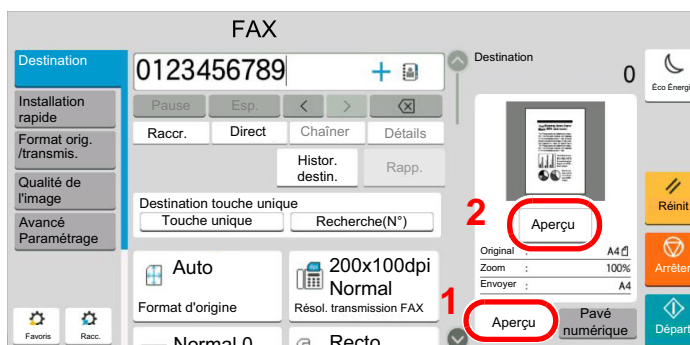 FAX
Destination
0123456789
Destination
0
Éco Énergi
Installation
rapide
Pause
Esp.
Format orig.
/transmis.
Raccr.
Direct
Chaîner
Détails
Histor.
destin.
Rapp.
Qualité de
l'image
Destination touche unique
Touche unique
Recherche(N°)
Avancé
Paramétrage
2
Aperçu
Réinit
Original : A4
Zoom : 100%
Envoyer : A4
Arrêter
Auto
Format d'origine
200x100dpi
Normal
Résol. transmission FAX
1
Aperçu
Pavé
numérique
Départ
Favoris
Racc.
Normal 0
Recto